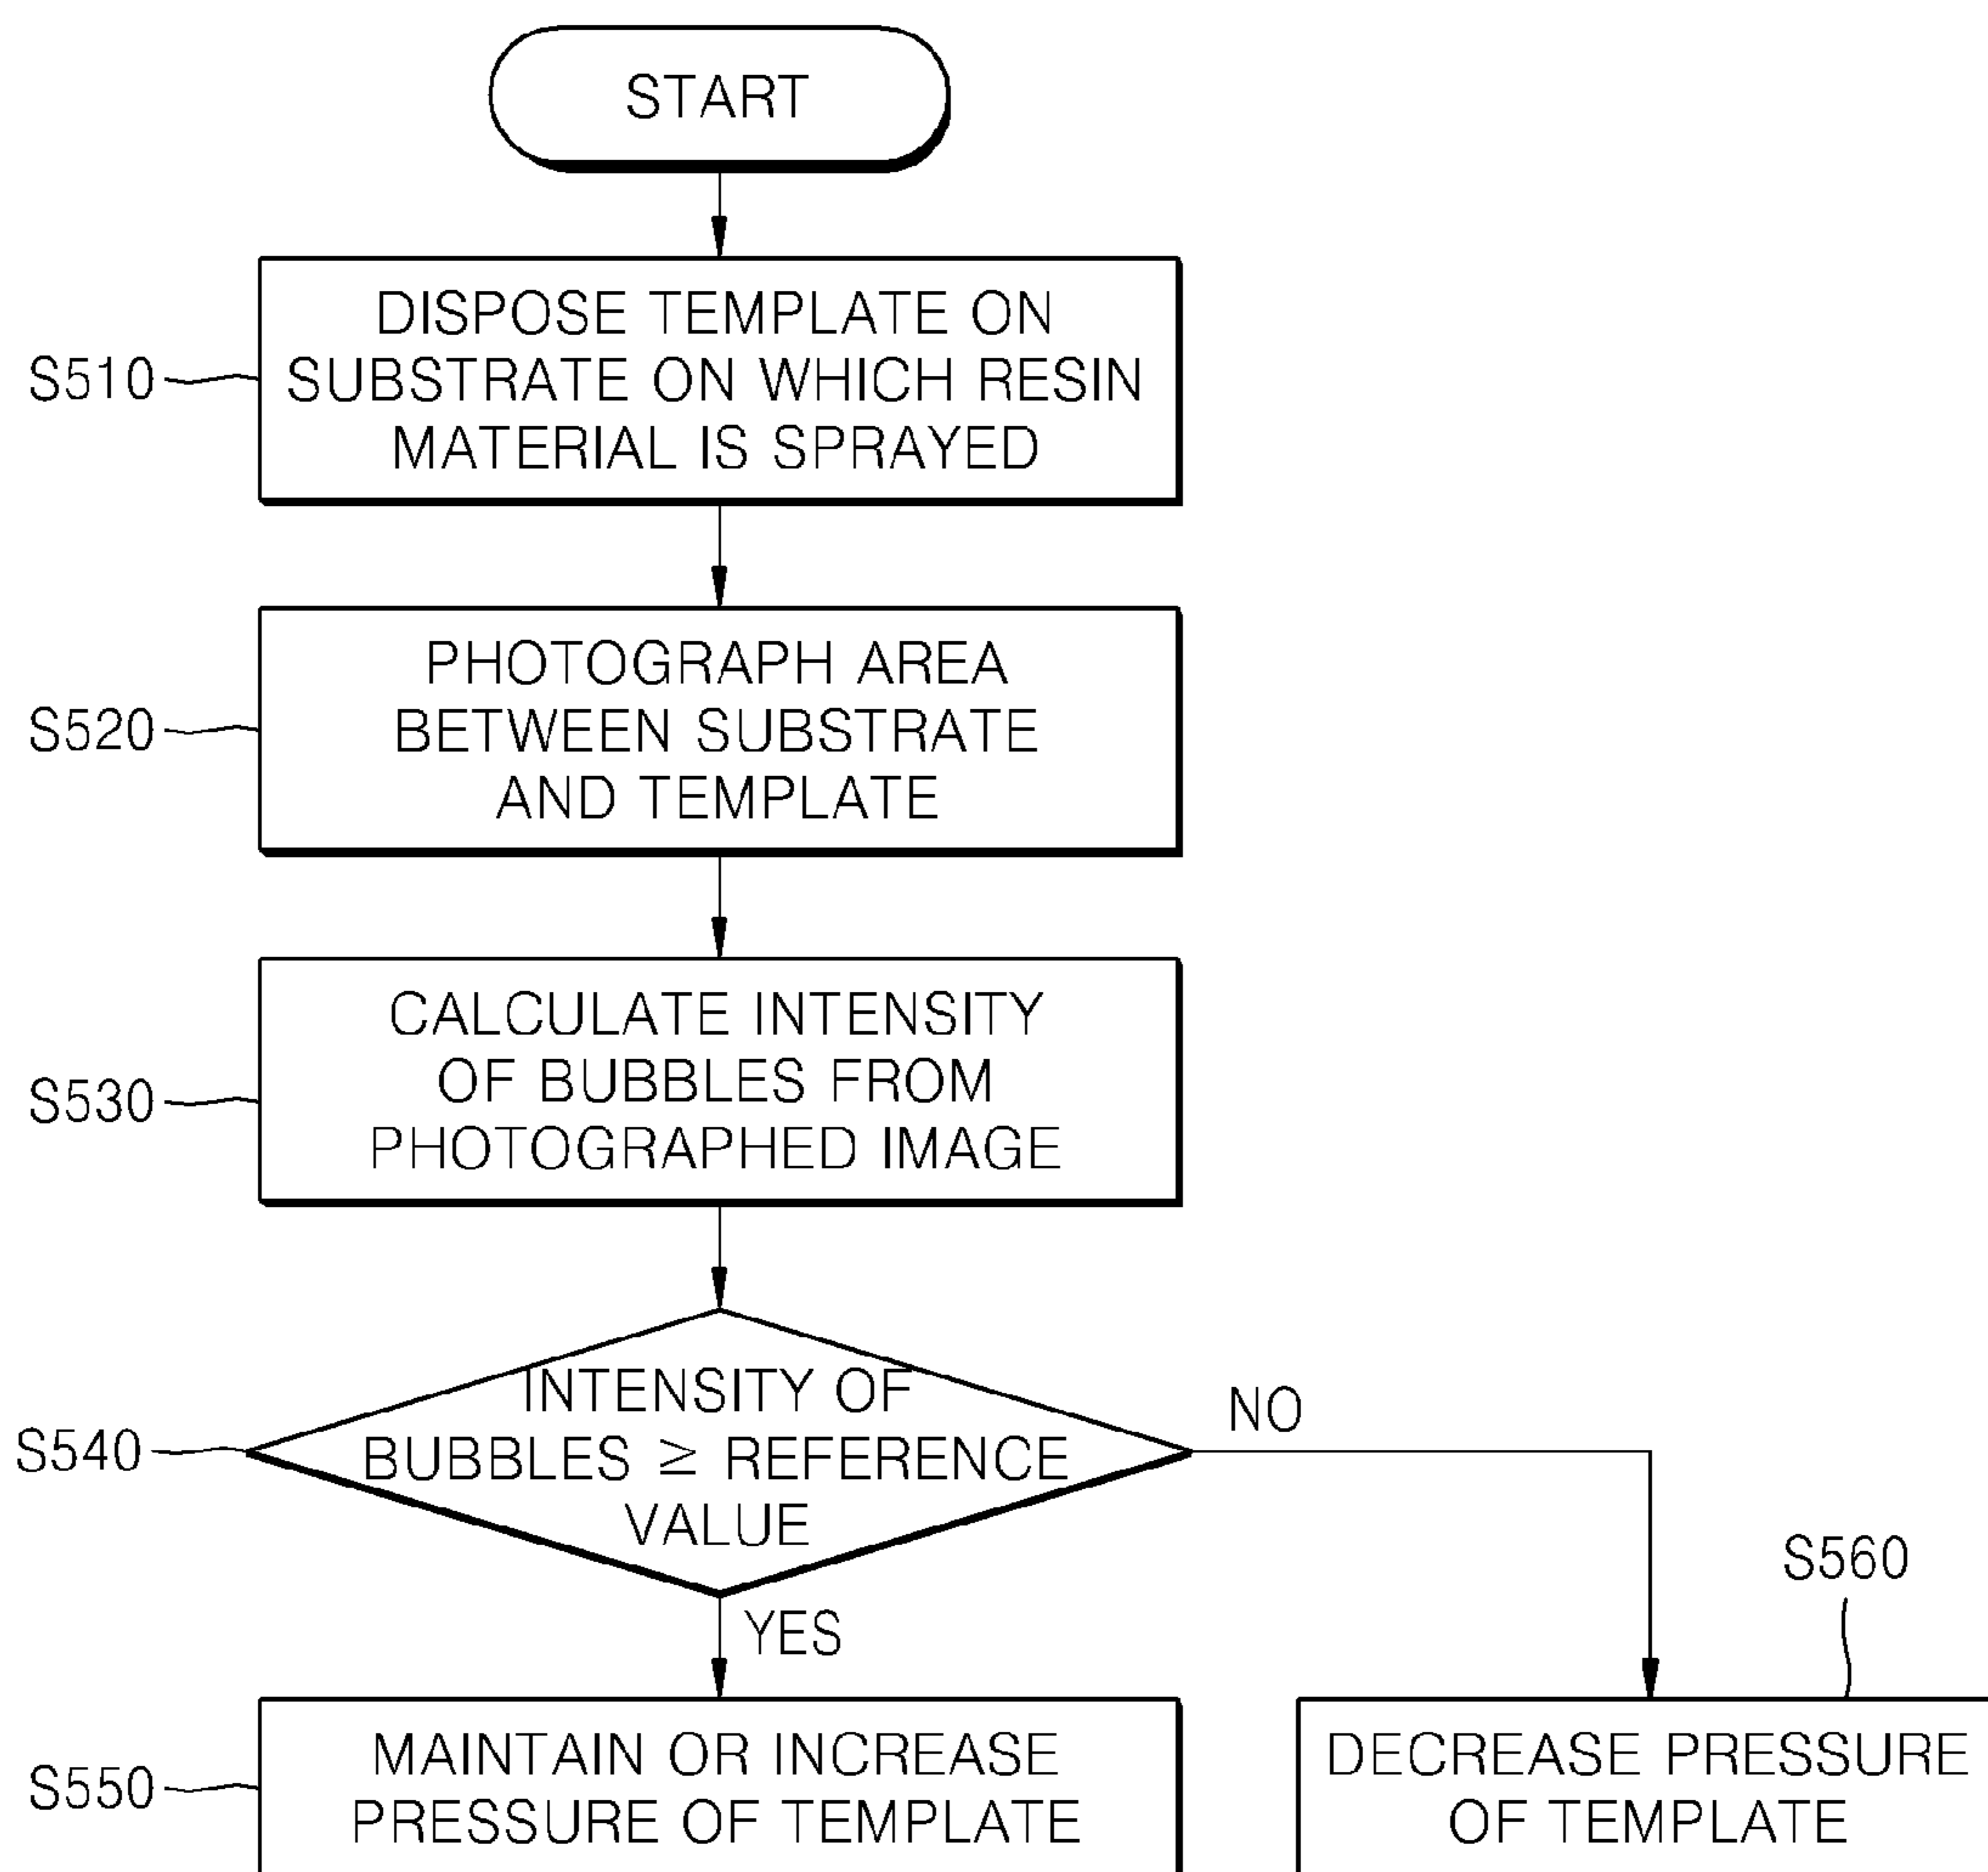 START
DISPOSE TEMPLATE ON
S510
SUBSTRATE ON WHICH RESIN
MATERIAL IS SPRAYED
PHOTOGRAPH AREA
S520
BETWEEN SUBSTRATE
AND TEMPLATE
CALCULATE INTENSITY
OF BUBBLES FROM
S530
PHOTOGRAPHED IMAGE
INTENSITY OF
NO
S540
BUBBLES ≥ REFERENCE
VALUE
S560
YES
MAINTAIN OR INCREASE
S550
PRESSURE OF TEMPLATE
DECREASE PRESSURE
OF TEMPLATE